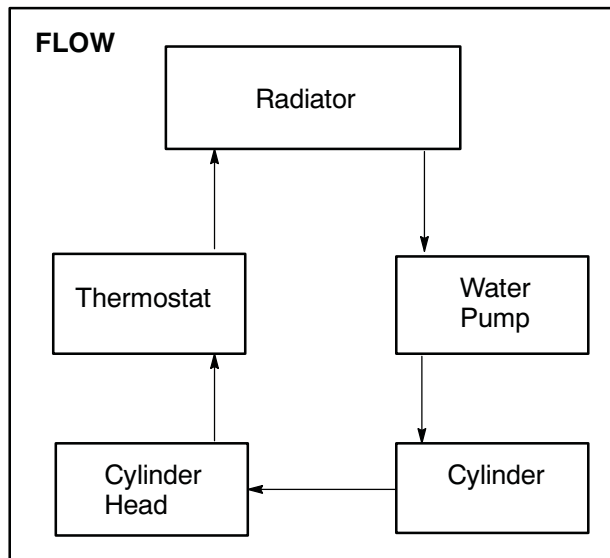 FLOW
Radiator
Thermostat
Water
Pump
Cylinder
Head
Cylinder